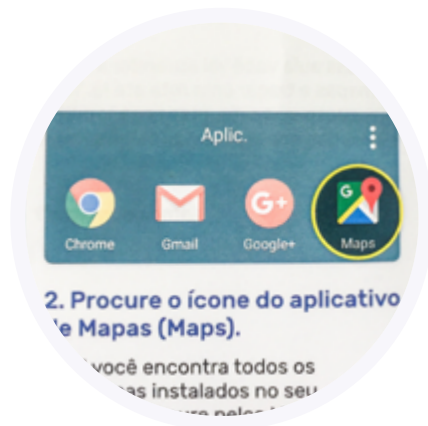 Aplic.
Chrome Gmail Google+ Maps
2. Procure o ícone do aplicativo
de Mapas (Maps).
você encontra todos os
instalados no seu